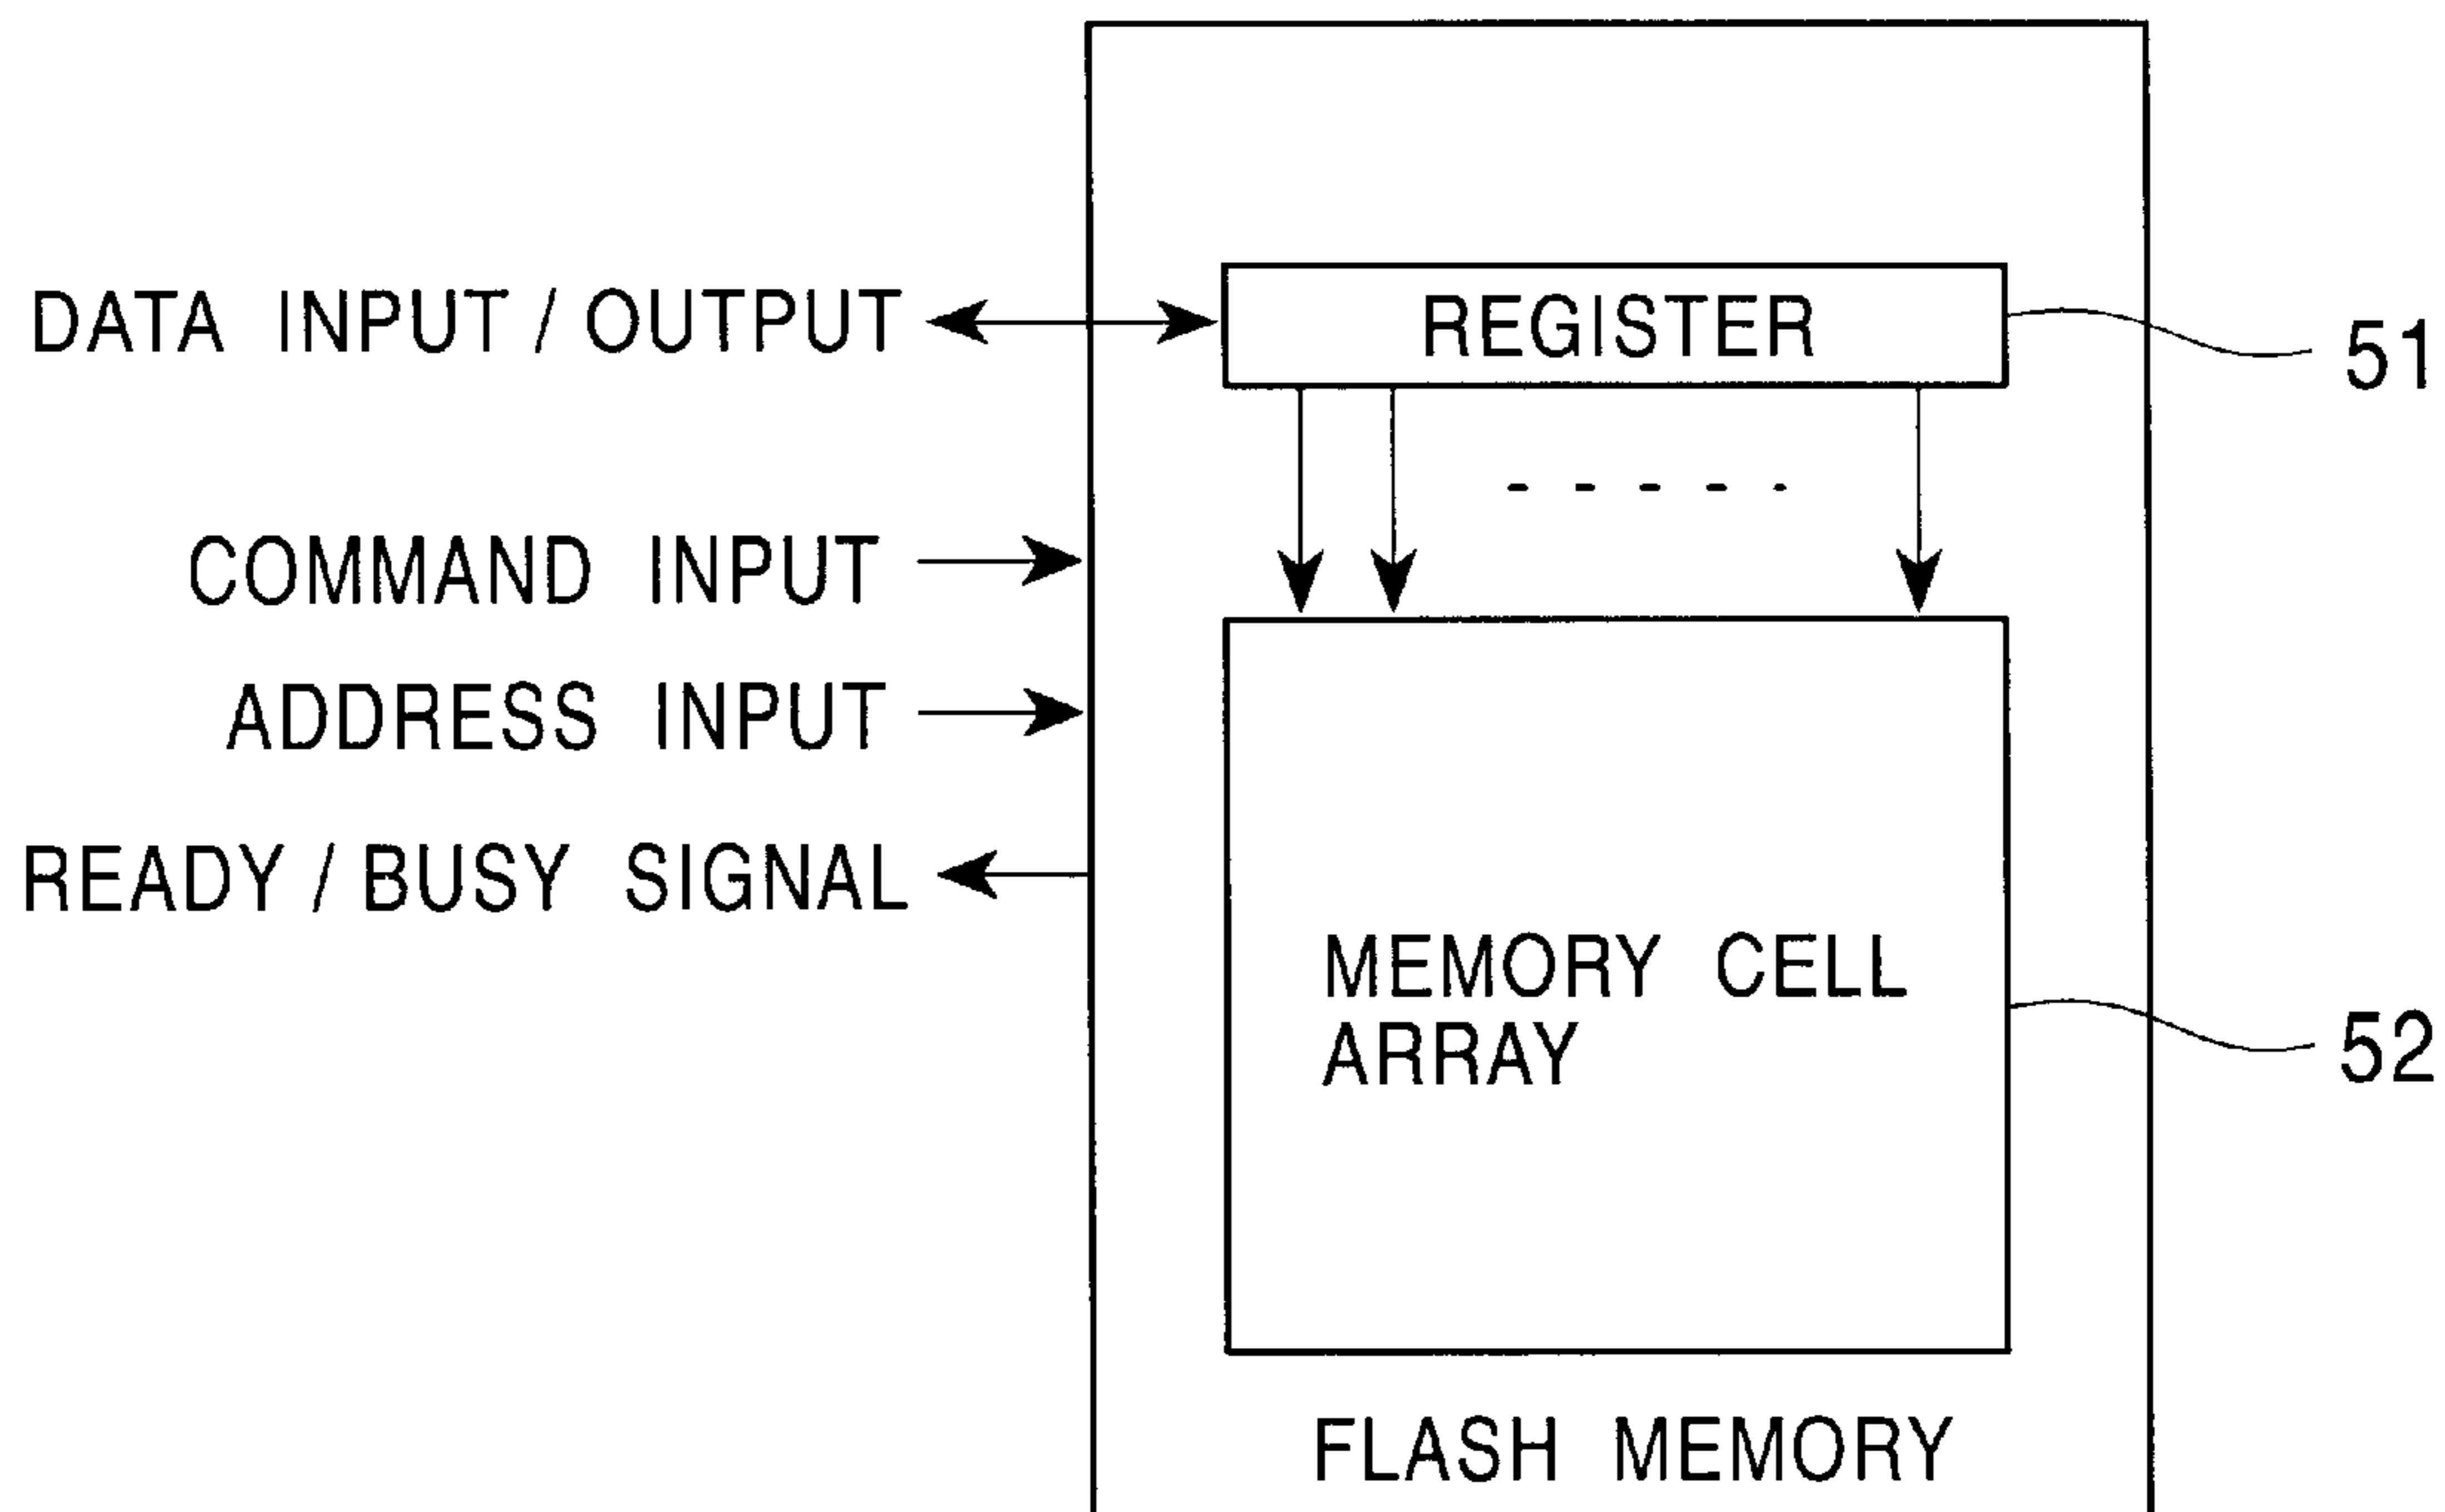 DATA INPUT / OUTPUT
REGISTER
51
COMMAND INPUT
ADDRESS INPUT
READY / BUSY SIGNAL
MEMORY CELL
ARRAY
52
FLASH MEMORY